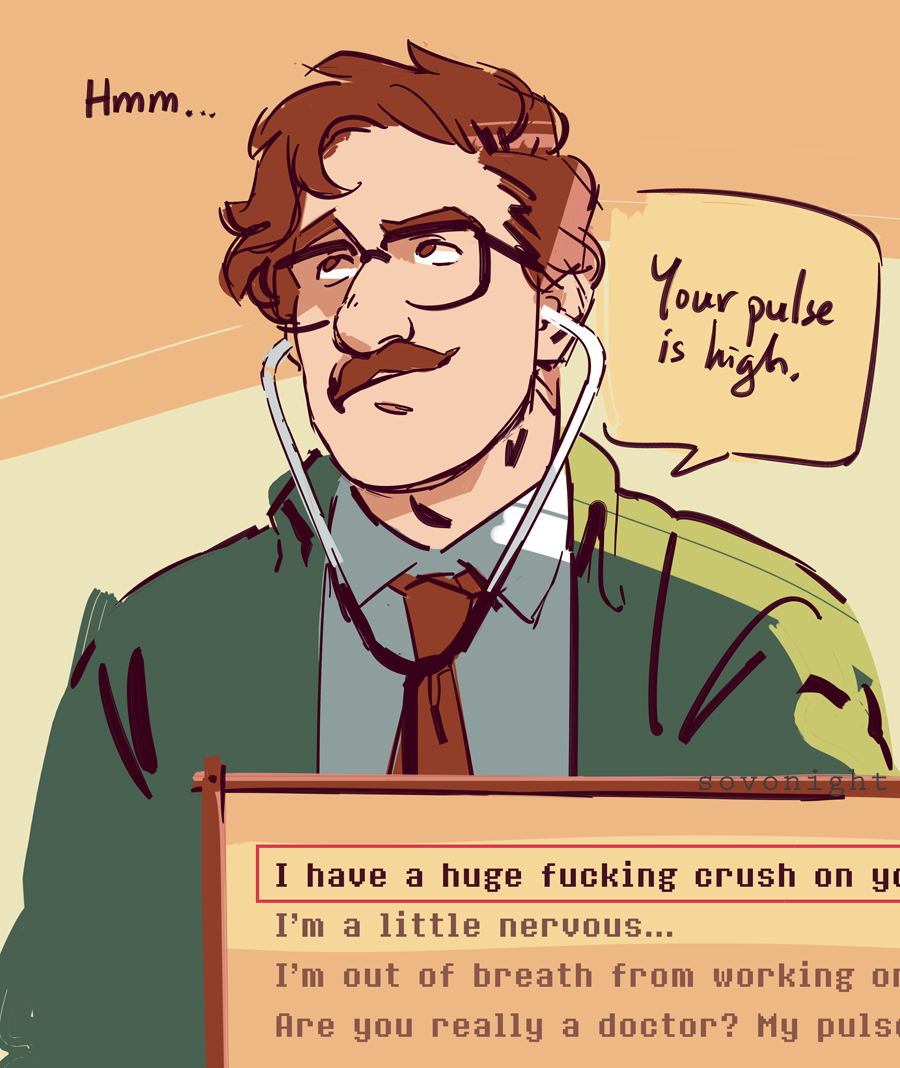 Hmm...
Your pulse
is high.
sovonight
I have a huge fucking crush on yo
I'm a little nervous...
I'm out of breath from working on
Are you really a doctor? My pulse